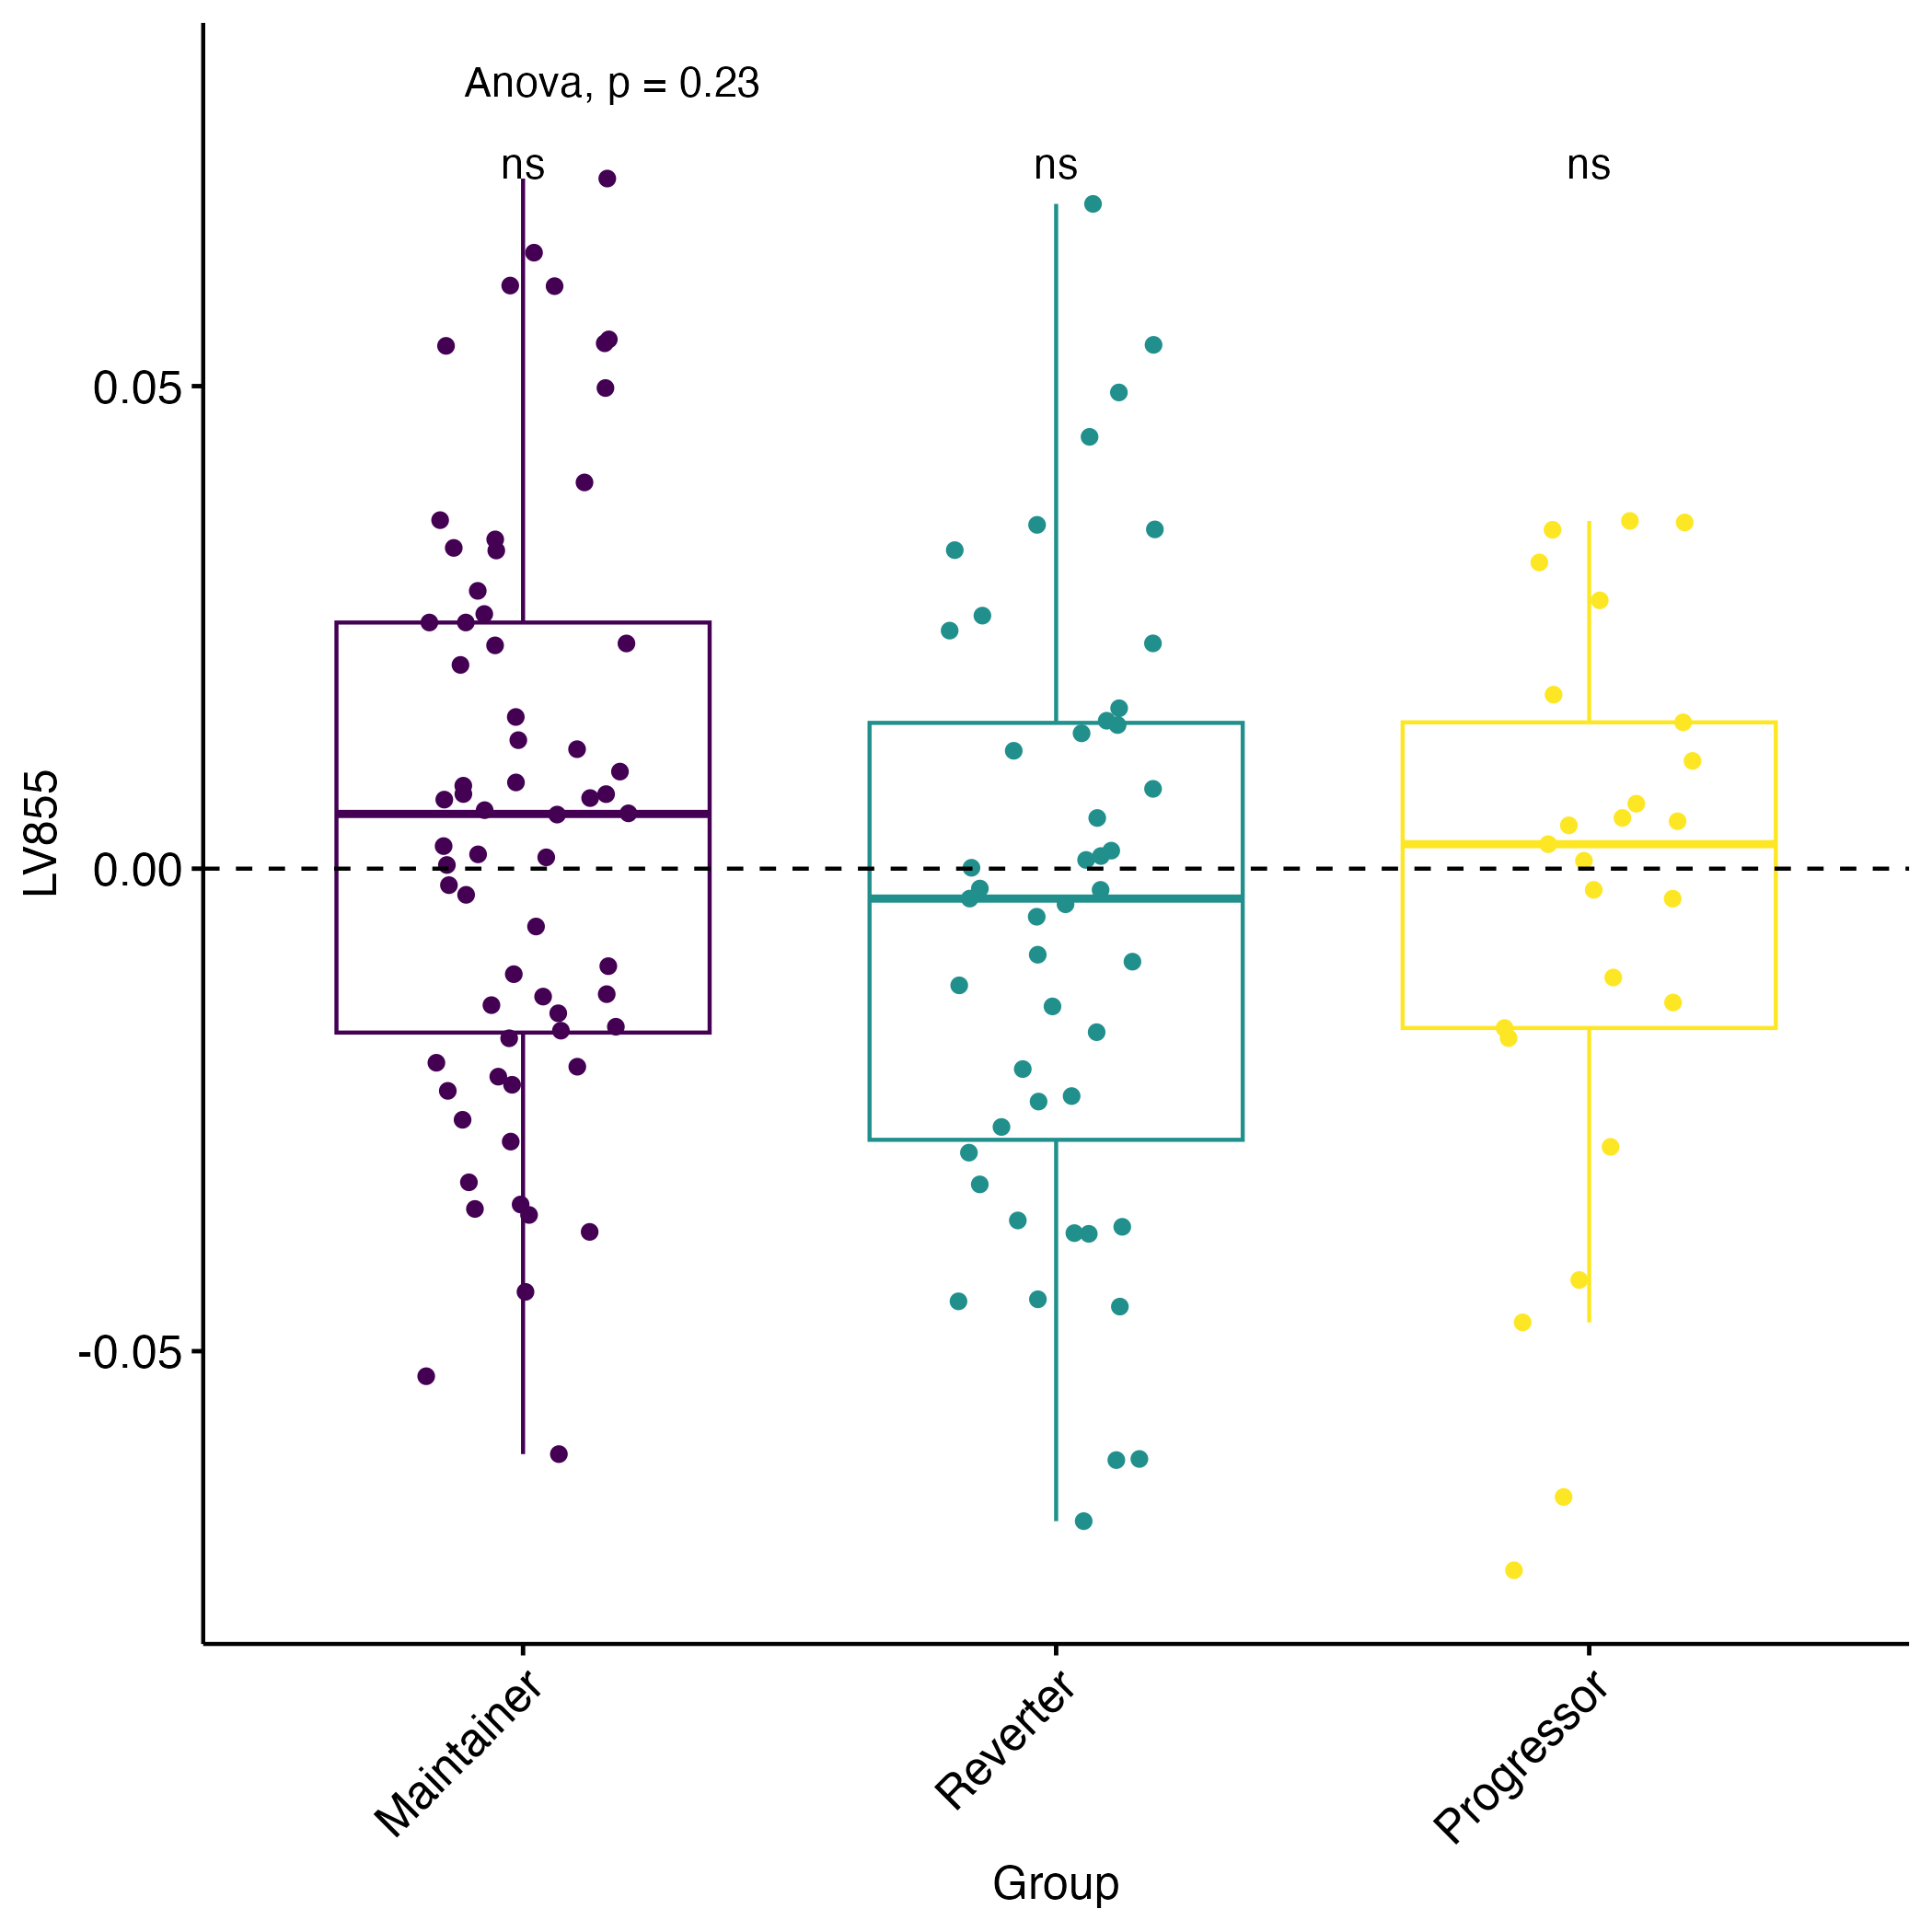 Anova, p = 0.23
ns
ns
ns
0.05
0.00
-0.05
LV855
Maintainer
Reverter
Progressor
Group